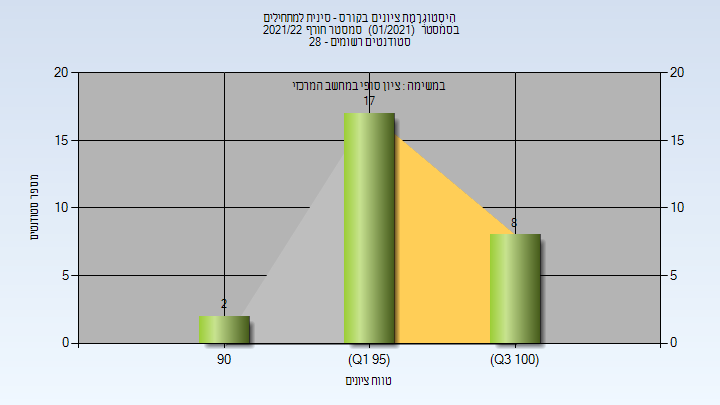 היסטוגרמת ציונים בקורס - סינית למתחילים
בסמסטר (01/2021) סמסטר חורף 2021/22
סטודנטים רשומים - 28
במשימה : ציון סופי במחשב המרכזי
20
15
10
5
0
20
15
10
5
0
מספר סטודנטים
2
17
8
90
(Q1 95)
(Q3 100)
טווח ציונים